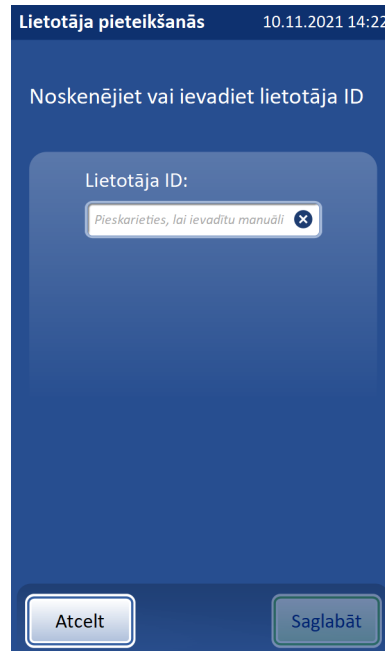 Lietotāja pieteikšanās 10.11.2021 14:22
Noskenējiet vai ievadiet lietotāja ID
Lietotāja ID:
Pieskarieties, lai ievadītu manuāli
Atcelt Saglabāt